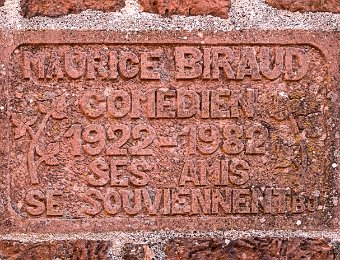 MAURICE BIRAUD
COMEDIEN
1922-1982
SES AMIS
SE SOUVIENNENT